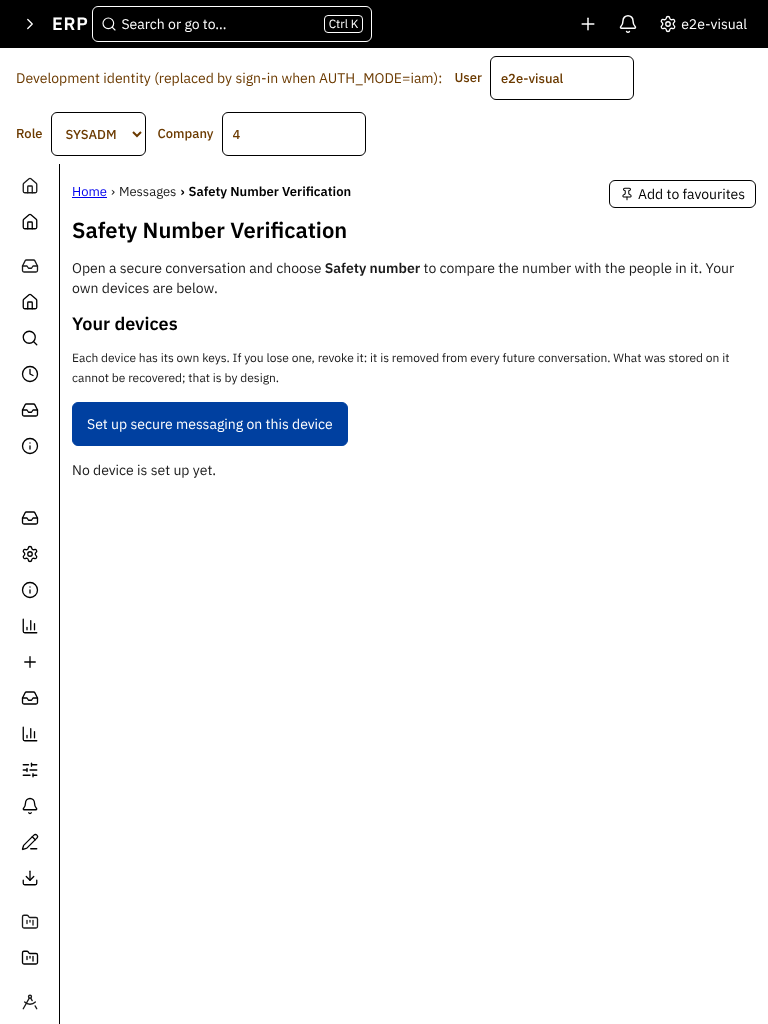 ERP Search or go to... Ctrl K e2e-visual
Development identity (replaced by sign-in when AUTH_MODE=iam): User e2e-visual
Role SYSADM Company 4
Home › Messages › Safety Number Verification Add to favourites
Safety Number Verification
Open a secure conversation and choose Safety number to compare the number with the people in it. Your
own devices are below.
Your devices
Each device has its own keys. If you lose one, revoke it: it is removed from every future conversation. What was stored on it
cannot be recovered; that is by design.
Set up secure messaging on this device
No device is set up yet.